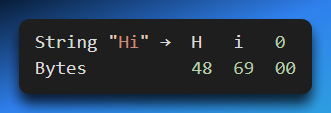 String "Hi" → H i 0
Bytes 48 69 00